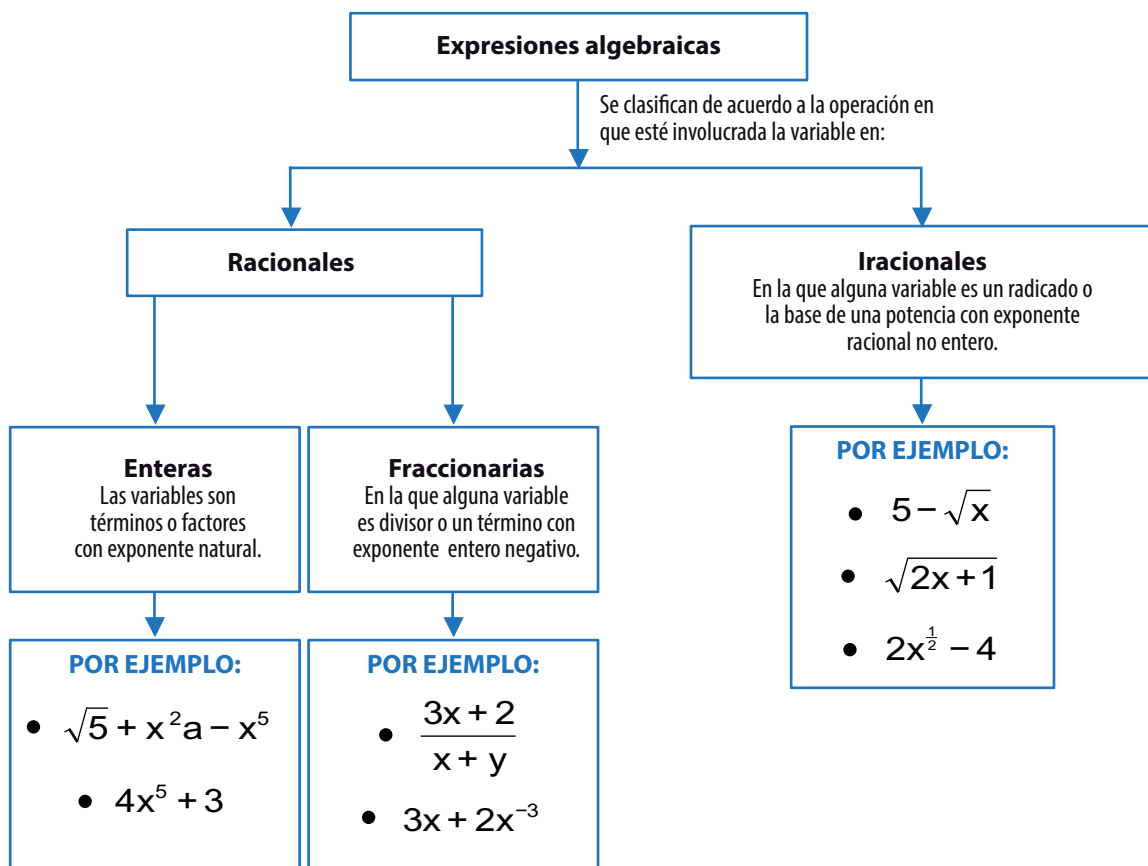 Expresiones algebraicas
Se clasifican de acuerdo a la operación en
que esté involucrada la variable en:
Racionales
Iracionales
En la que alguna variable es un radicado o
la base de una potencia con exponente
racional no entero.
Enteras
Las variables son
términos o factores
con exponente natural.
Fraccionarias
En la que alguna variable
es divisor o un término con
exponente entero negativo.
POR EJEMPLO:
• 5 – √x
• √(2x + 1)
• 2x^(1/2) – 4
POR EJEMPLO:
• √5 + x²a – x⁵
• 4x⁵ + 3
POR EJEMPLO:
• 3x + 2
x + y
• 3x + 2x⁻³